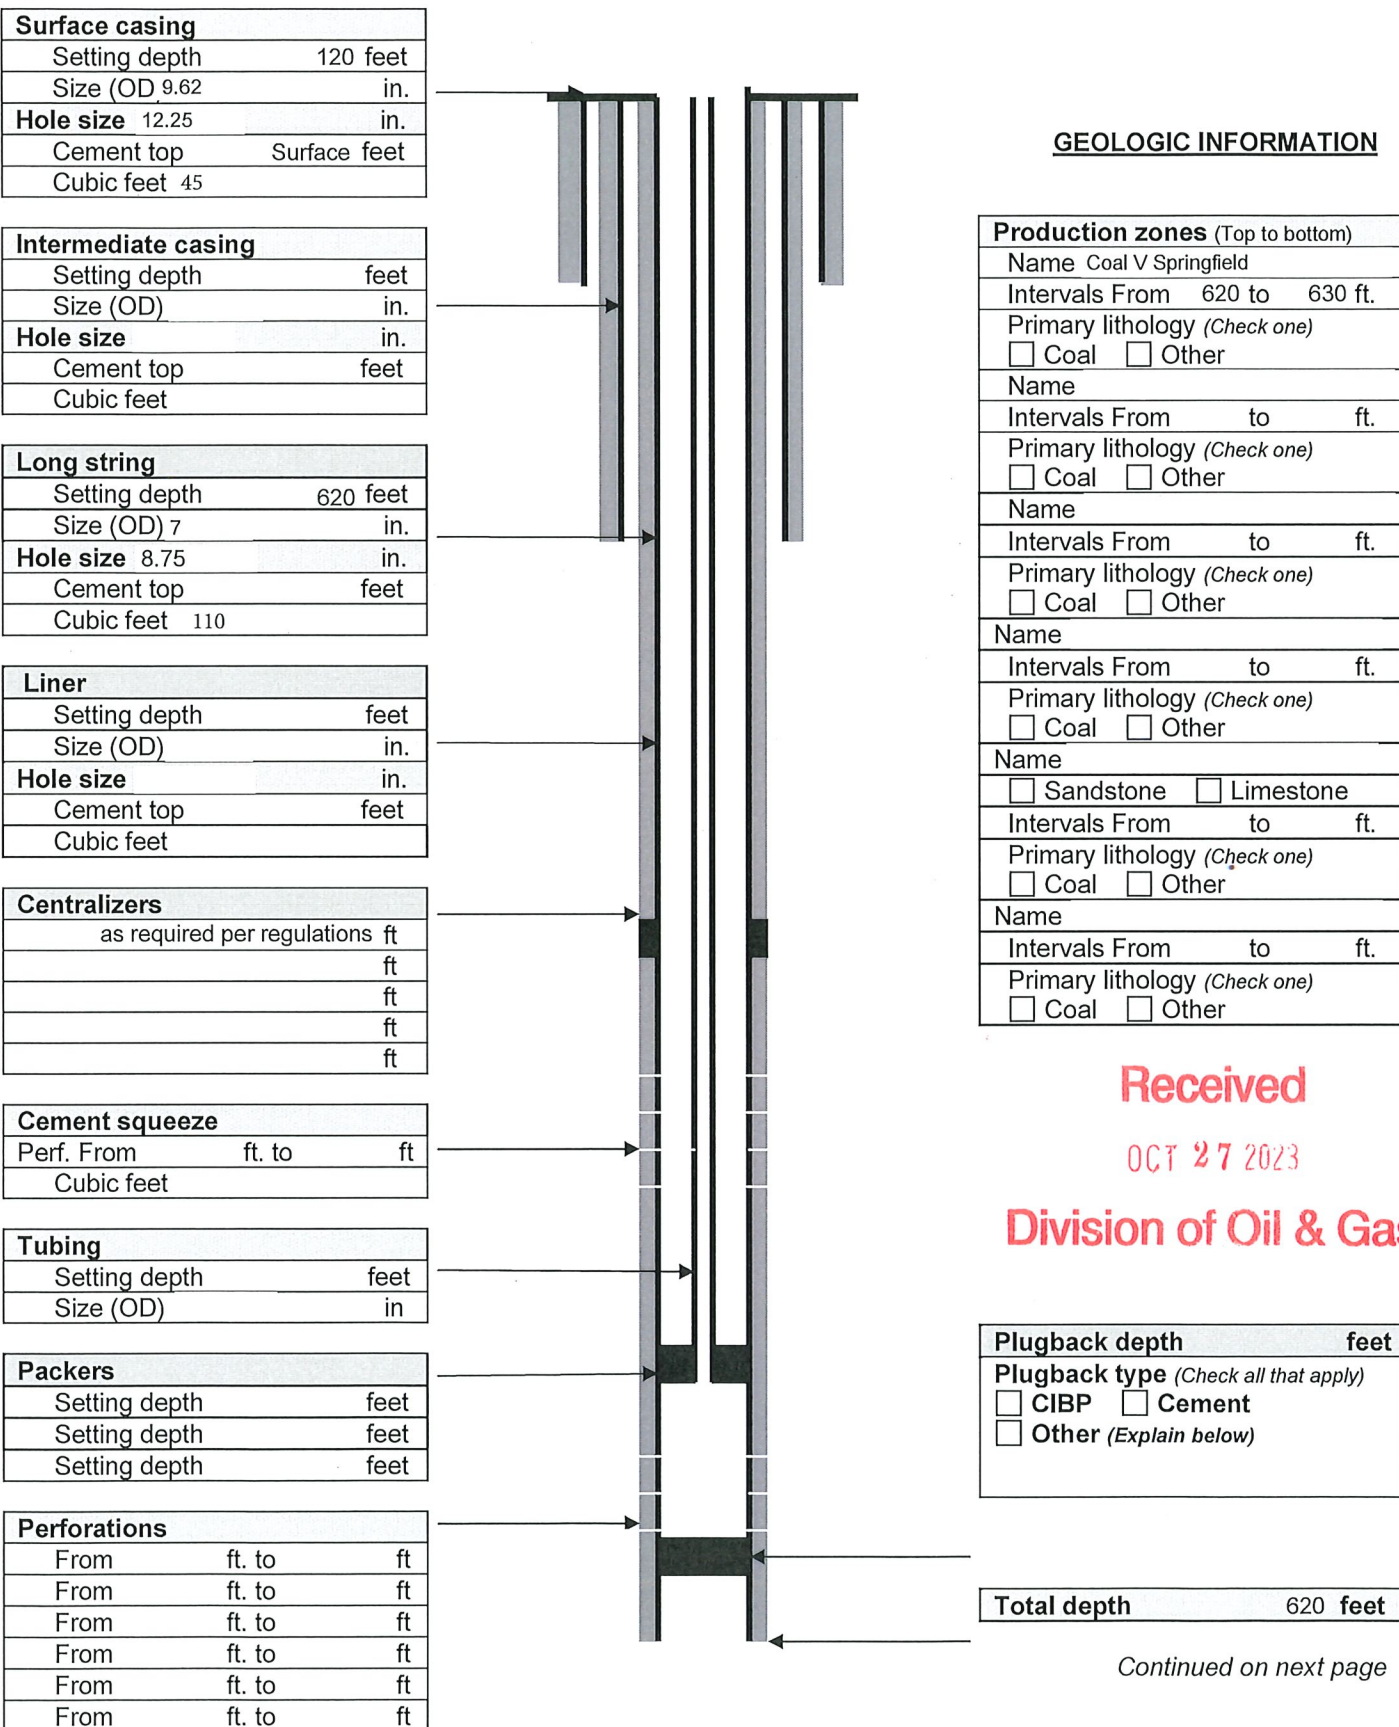 Surface casing
Setting depth 120 feet
Size (OD 9.62 in.
Hole size 12.25 in.
Cement top Surface feet
Cubic feet 45
Intermediate casing
Setting depth feet
Size (OD) in.
Hole size in.
Cement top feet
Cubic feet
Long string
Setting depth 620 feet
Size (OD) 7 in.
Hole size 8.75 in.
Cement top feet
Cubic feet 110
Liner
Setting depth feet
Size (OD) in.
Hole size in.
Cement top feet
Cubic feet
Centralizers
as required per regulations ft
ft
ft
ft
ft
Cement squeeze
Perf. From ft. to ft
Cubic feet
Tubing
Setting depth feet
Size (OD) in
Packers
Setting depth feet
Setting depth feet
Setting depth feet
Perforations
From ft. to ft
From ft. to ft
From ft. to ft
From ft. to ft
From ft. to ft
From ft. to ft
GEOLOGIC INFORMATION
Production zones (Top to bottom)
Name Coal V Springfield
Intervals From 620 to 630 ft.
Primary lithology (Check one)
☐ Coal ☐ Other
Name
Intervals From to ft.
Primary lithology (Check one)
☐ Coal ☐ Other
Name
Intervals From to ft.
Primary lithology (Check one)
☐ Coal ☐ Other
Name
Intervals From to ft.
Primary lithology (Check one)
☐ Coal ☐ Other
Name
☐ Sandstone ☐ Limestone
Intervals From to ft.
Primary lithology (Check one)
☐ Coal ☐ Other
Name
Intervals From to ft.
Primary lithology (Check one)
☐ Coal ☐ Other
Received
OCT 27 2023
Division of Oil & Gas
Plugback depth feet
Plugback type (Check all that apply)
☐ CIBP ☐ Cement
☐ Other (Explain below)
Total depth 620 feet
Continued on next page